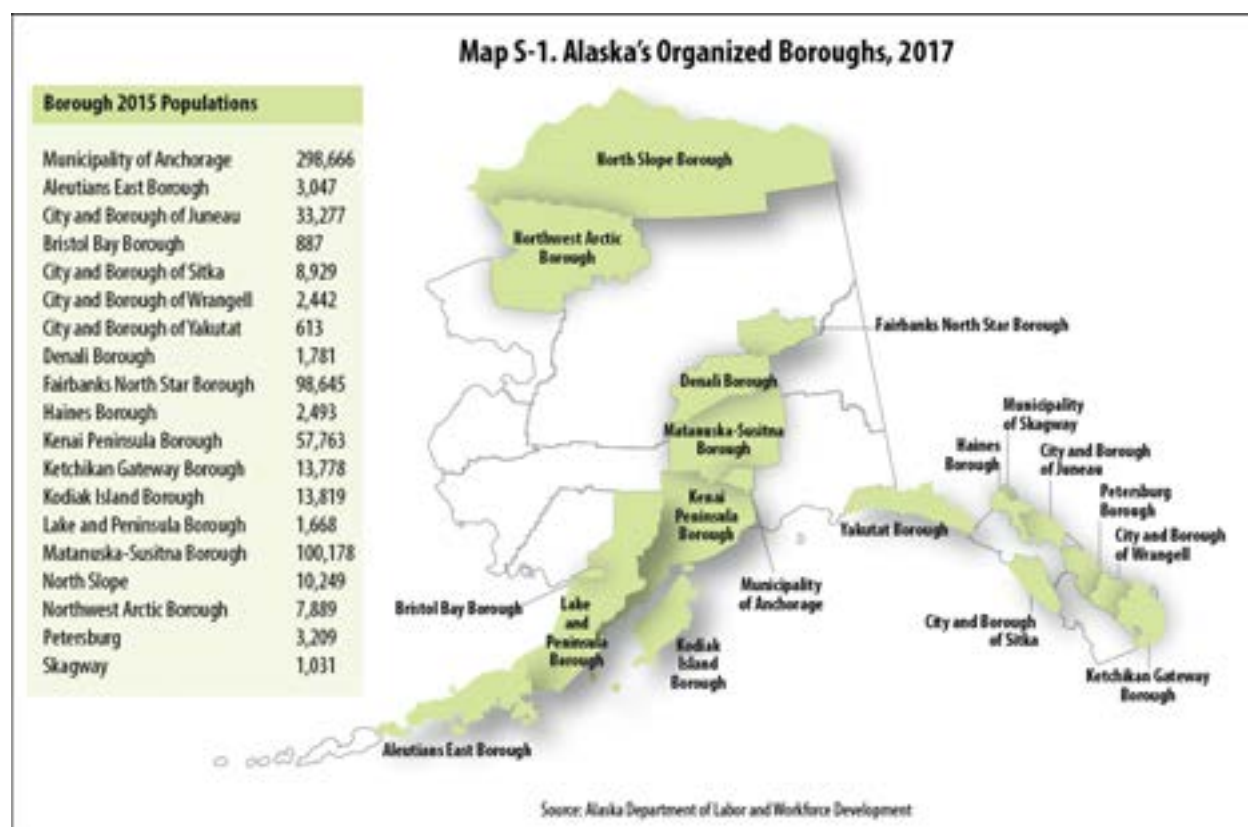 Map S-1. Alaska's Organized Boroughs, 2017
Borough 2015 Populations
Municipality of Anchorage 298,666
Aleutians East Borough 3,047
City and Borough of Juneau 33,277
Bristol Bay Borough 887
City and Borough of Sitka 8,929
City and Borough of Wrangell 2,442
City and Borough of Yakutat 613
Denali Borough 1,781
Fairbanks North Star Borough 98,645
Haines Borough 2,493
Kenai Peninsula Borough 57,763
Ketchikan Gateway Borough 13,778
Kodiak Island Borough 13,819
Lake and Peninsula Borough 1,668
Matanuska-Susitna Borough 100,178
North Slope 10,249
Northwest Arctic Borough 7,889
Petersburg 3,209
Skagway 1,031
North Slope Borough
Northwest Arctic
Borough
Fairbanks North Star Borough
Denali Borough
Matanuska-Susitna
Borough
Kenai
Peninsula
Borough
Municipality
of Anchorage
Bristol Bay Borough
Lake
and
Peninsula
Borough
Kodiak
Island
Borough
Aleutians East Borough
Yakutat Borough
Haines
Borough
Municipality
of Skagway
City and Borough
of Juneau
Petersburg
Borough
City and Borough
of Wrangell
City and Borough
of Sitka
Ketchikan Gateway
Borough
Source: Alaska Department of Labor and Workforce Development